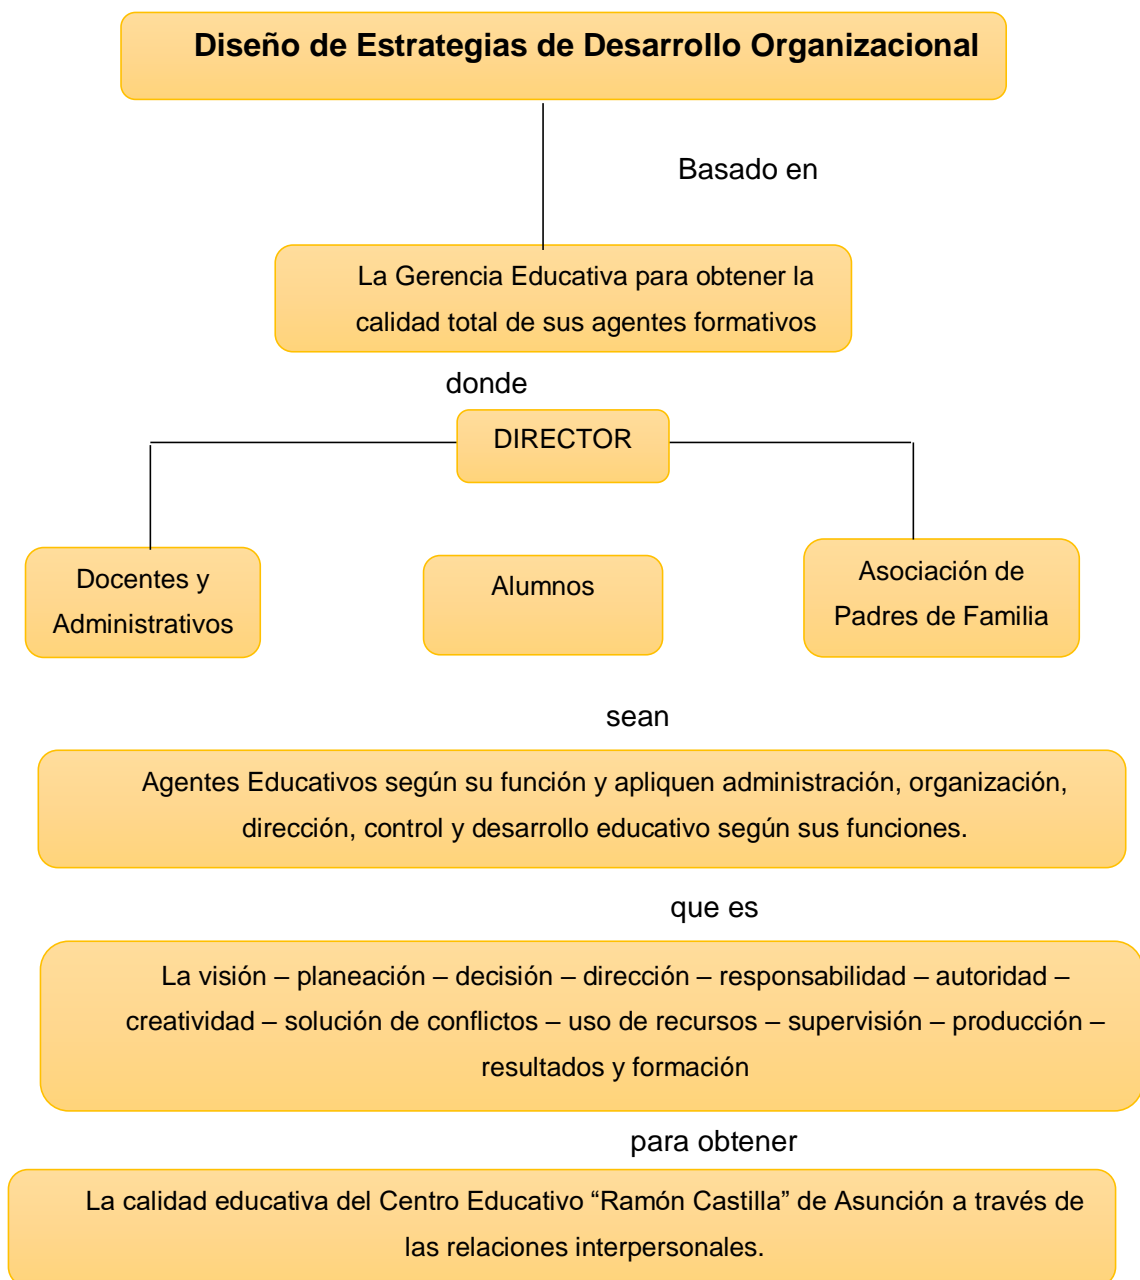 Diseño de Estrategias de Desarrollo Organizacional
Basado en
La Gerencia Educativa para obtener la
calidad total de sus agentes formativos
donde
DIRECTOR
Docentes y
Administrativos
Alumnos
Asociación de
Padres de Familia
sean
Agentes Educativos según su función y apliquen administración, organización,
dirección, control y desarrollo educativo según sus funciones.
que es
La visión – planeación – decisión – dirección – responsabilidad – autoridad –
creatividad – solución de conflictos – uso de recursos – supervisión – producción –
resultados y formación
para obtener
La calidad educativa del Centro Educativo “Ramón Castilla” de Asunción a través de
las relaciones interpersonales.